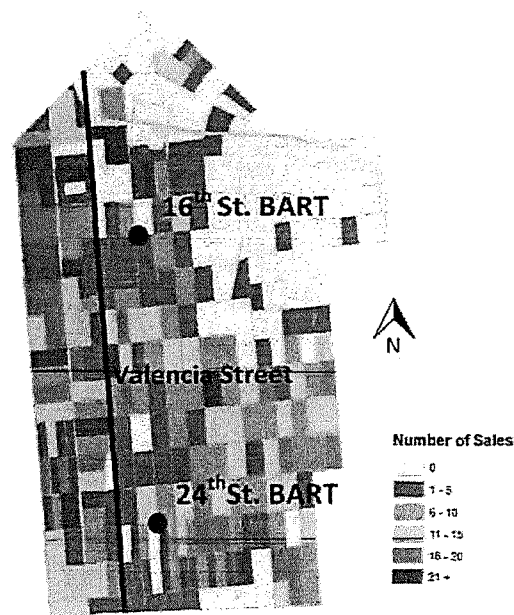 16th St. BART
N
Valencia Street
24th St. BART
Number of Sales
0
1 - 5
6 - 10
11 - 15
16 - 20
21 +